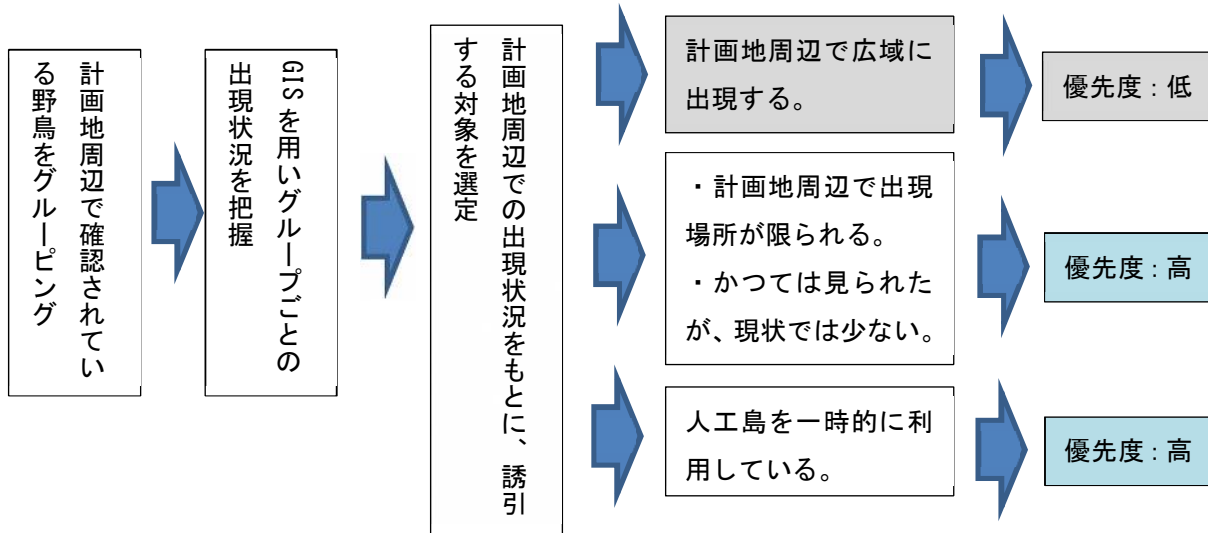 計画地周辺で確認されてい
る野鳥をグルーピング
GISを用いグループごとの
出現状況を把握
計画地周辺での出現状況をもとに、誘引
する対象を選定
計画地周辺で広域に
出現する。
優先度：低
・計画地周辺で出現
場所が限られる。
・かつては見られた
が、現状では少ない。
優先度：高
人工島を一時的に利
用している。
優先度：高